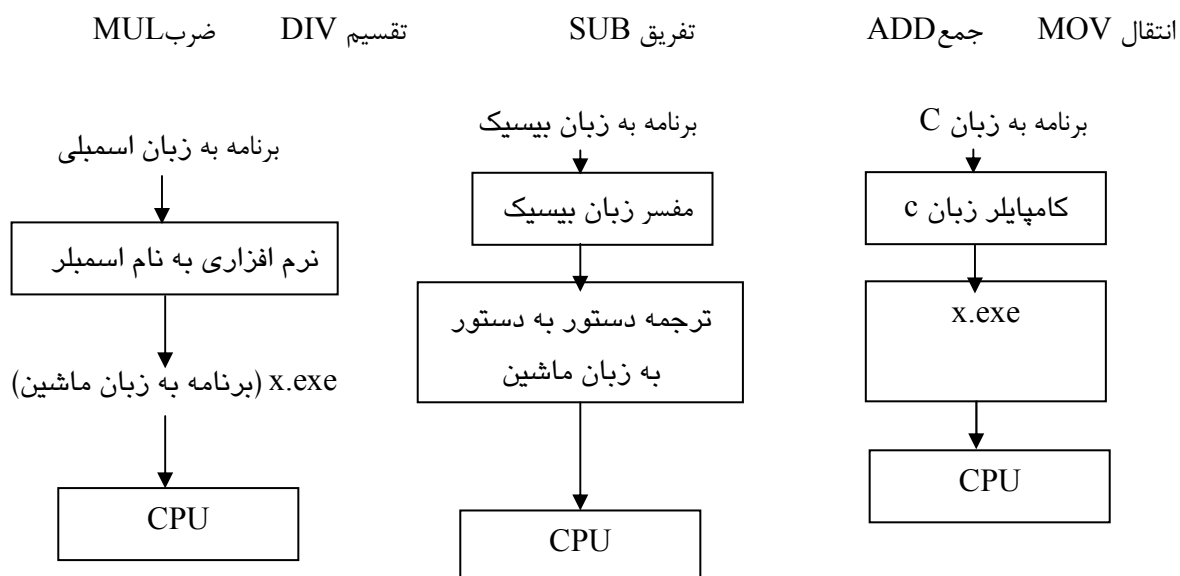 انتقال MOV جمع ADD تفریق SUB تقسیم DIV ضرب MUL
برنامه به زبان C
کامپایلر زبان c
x.exe
CPU
برنامه به زبان بیسیک
مفسر زبان بیسیک
ترجمه دستور به دستور
به زبان ماشین
CPU
برنامه به زبان اسمبلی
نرم افزاری به نام اسمبلر
x.exe (برنامه به زبان ماشین)
CPU